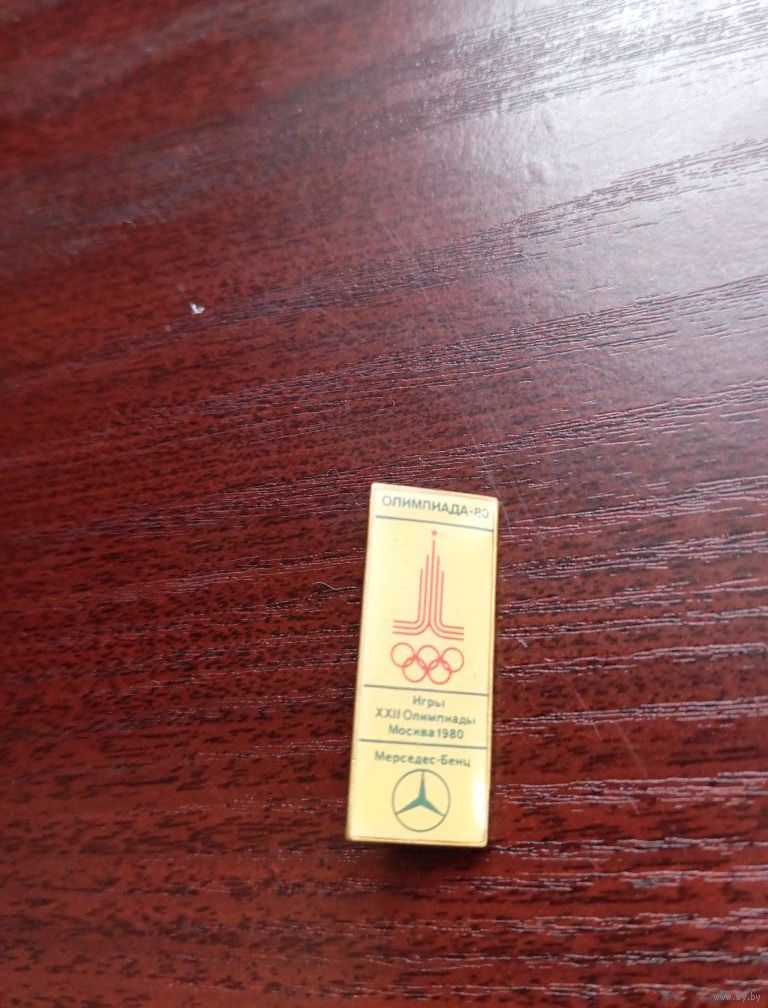 ОЛИМПИАДА-80
Игры
XXII Олимпиады
Москва 1980
Мерседес-Бенц
www.ay.by